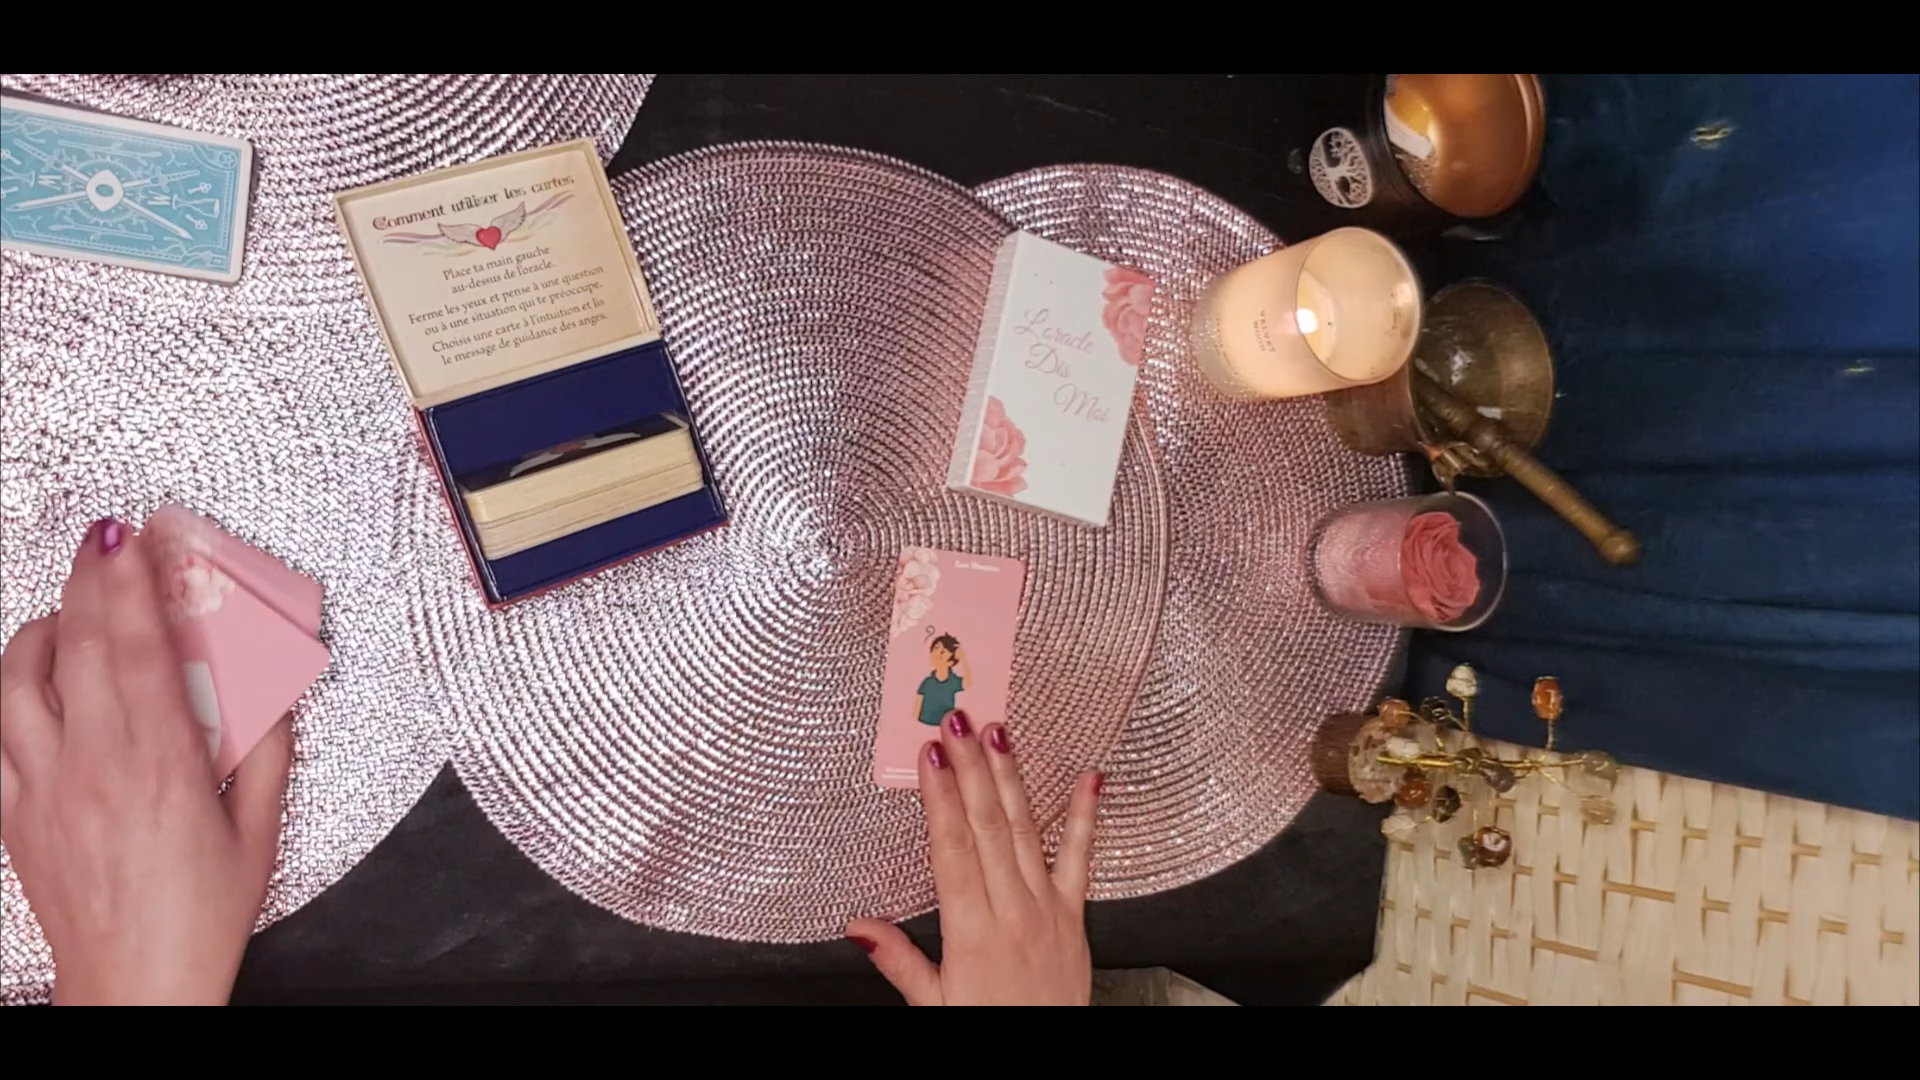 Comment utiliser les cartes
Place ta main gauche
au-dessus de l'oracle.
Ferme les yeux et pense à une question
ou à une situation qui te préoccupe.
Choisis une carte à l'intuition et lis
le message de guidance des anges.
L'oracle
Dis
Moi
VELVET
WOOD